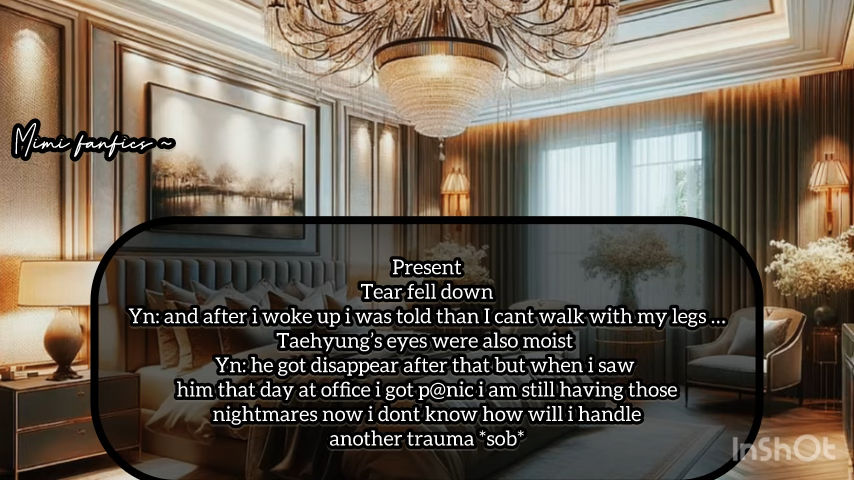 Mimi fanfics ~
Present
Tear fell down
Yn: and after i woke up i was told than I cant walk with my legs ...
Taehyung's eyes were also moist
Yn: he got disappear after that but when i saw
him that day at office i got p@nic i am still having those
nightmares now i dont know how will i handle
another trauma *sob*
InShOt